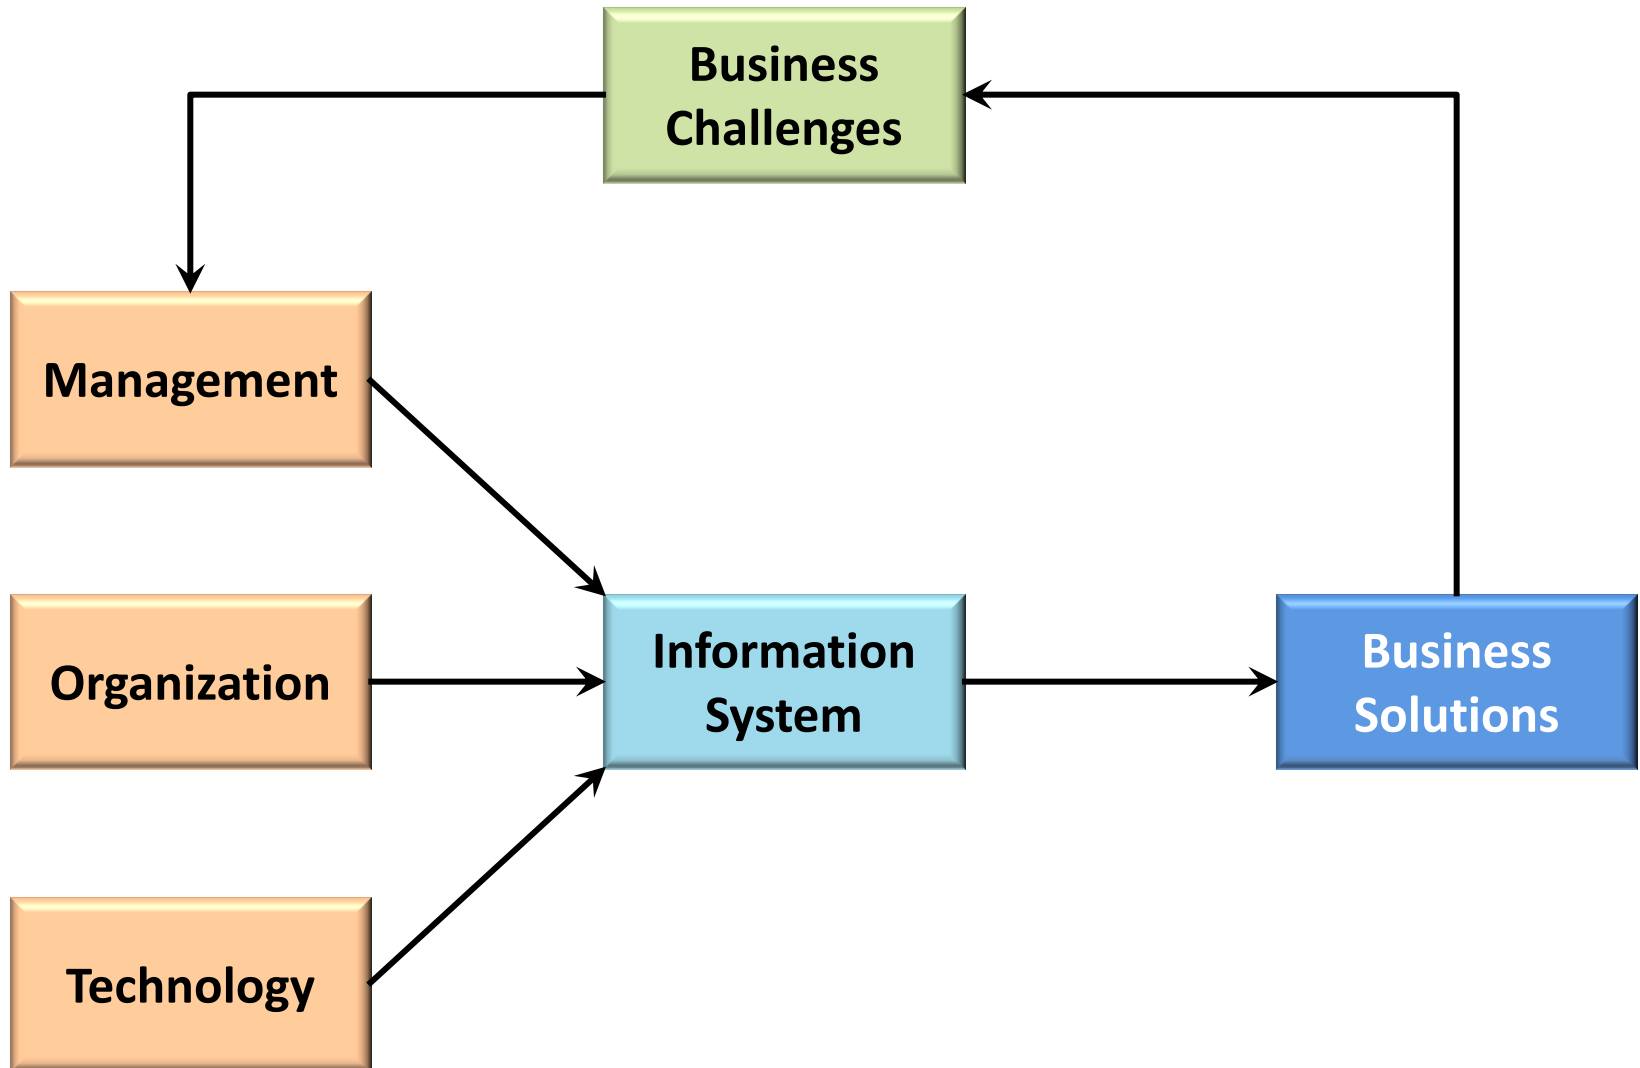 Business
Challenges
Management
Organization
Information
System
Business
Solutions
Technology